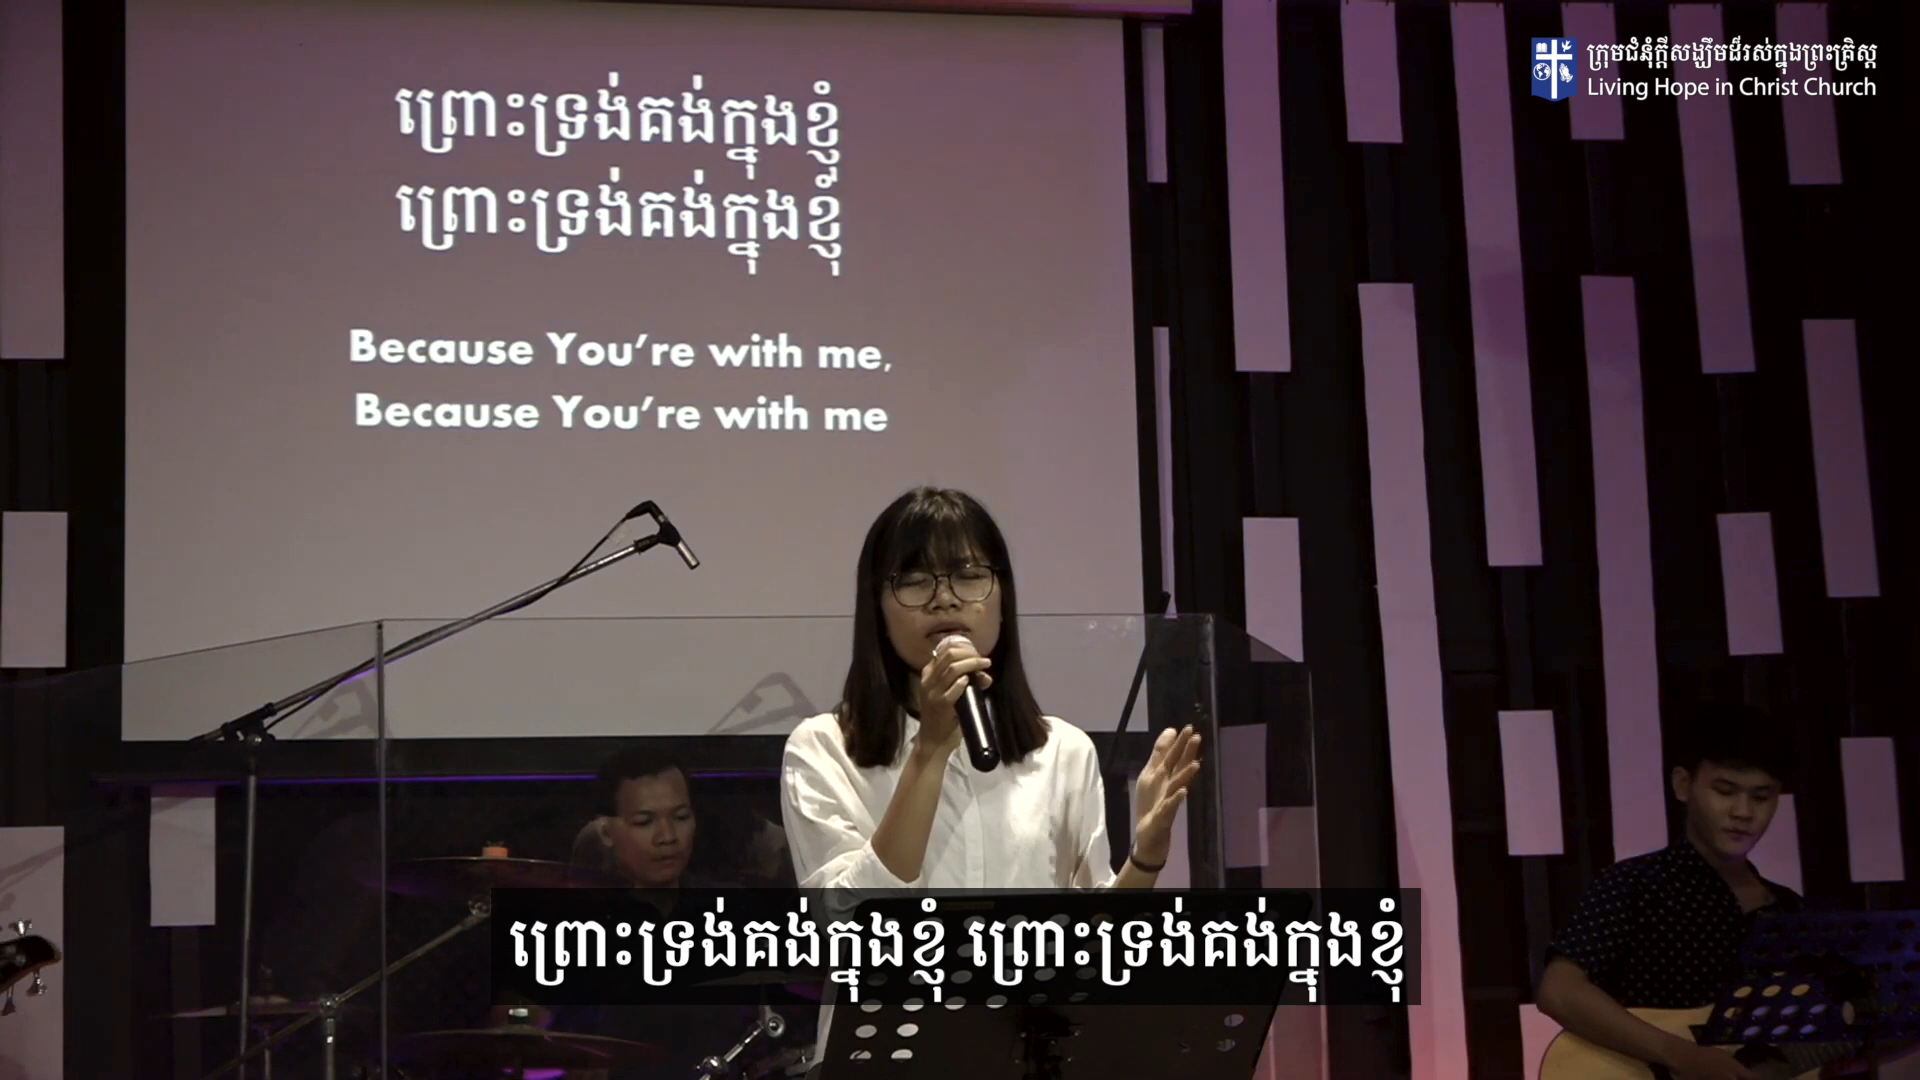 ព្រោះទ្រង់គង់ក្នុងខ្ញុំ
ព្រោះទ្រង់គង់ក្នុងខ្ញុំ
Because You're with me,
Because You're with me
ក្រុមជំនុំក្ដីសង្ឃឹមដ៏រស់ក្នុងព្រះគ្រិស្ត
Living Hope in Christ Church
ព្រោះទ្រង់គង់ក្នុងខ្ញុំ ព្រោះទ្រង់គង់ក្នុងខ្ញុំ